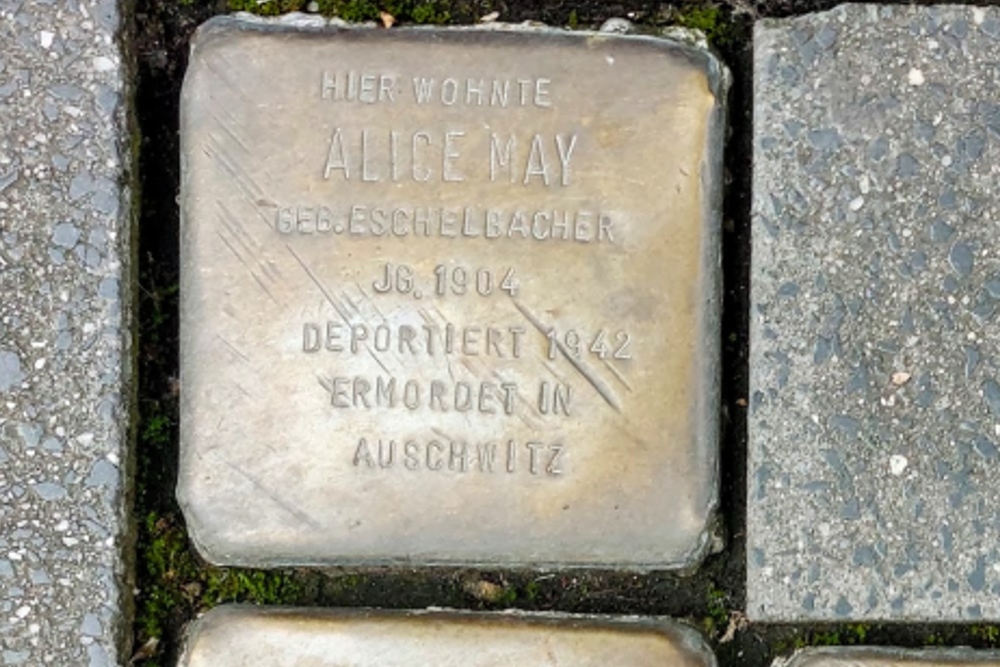 HIER WOHNTE
ALICE MAY
GEB. ESCHELBACHER
JG. 1904
DEPORTIERT 1942
ERMORDET IN
AUSCHWITZ